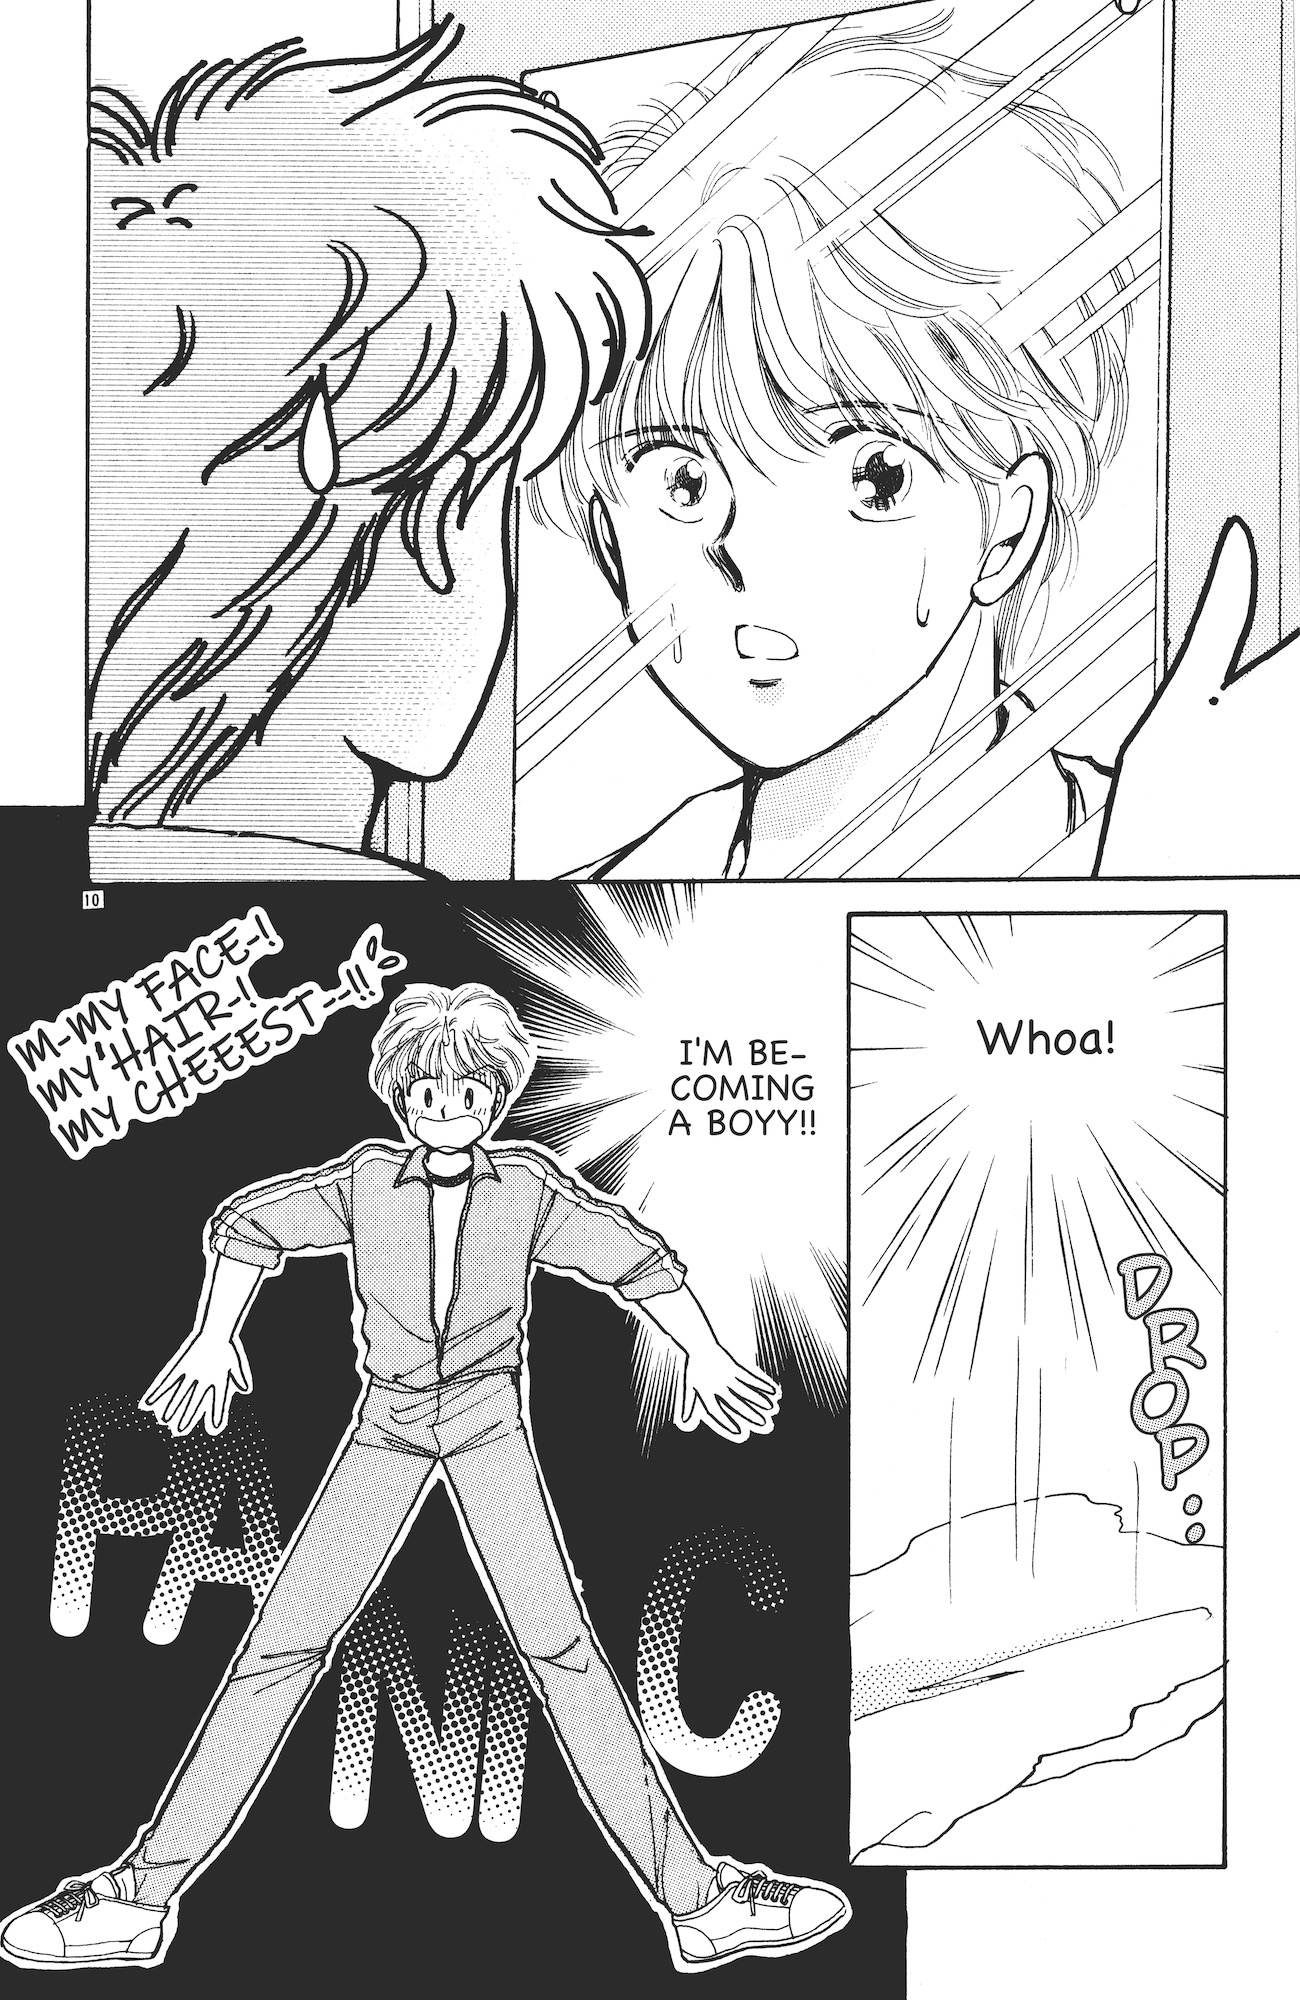 10
Whoa!
DROP..
I'M BE-
COMING
A BOYY!!
M-MY FACE-!
MY HAIR-!
MY CHEEEST--!!
PANIC